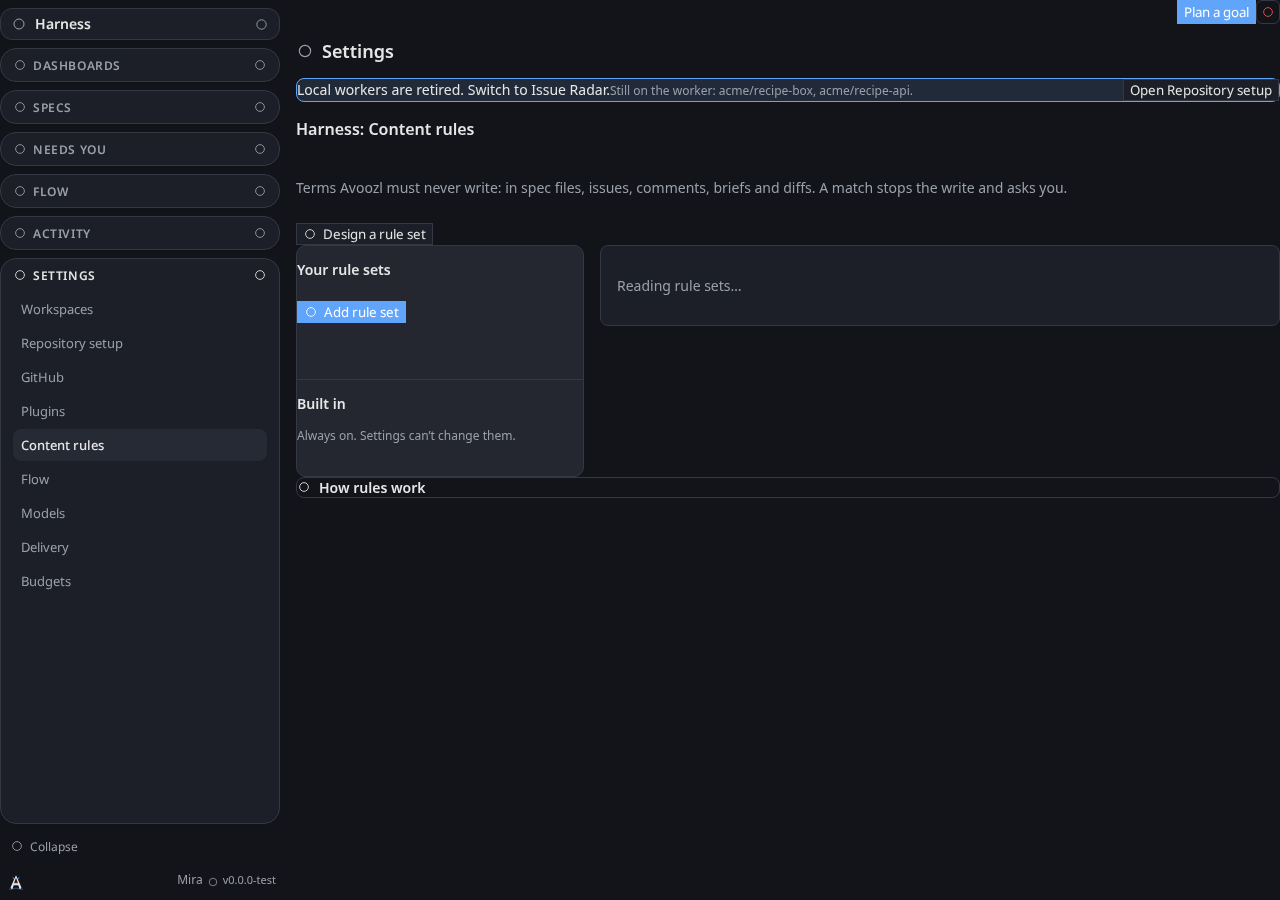 Harness
DASHBOARDS
SPECS
NEEDS YOU
FLOW
ACTIVITY
SETTINGS
Workspaces
Repository setup
GitHub
Plugins
Content rules
Flow
Models
Delivery
Budgets
Collapse
A
Mira v0.0.0-test
Plan a goal
Settings
Local workers are retired. Switch to Issue Radar. Still on the worker: acme/recipe-box, acme/recipe-api.
Open Repository setup
Harness: Content rules
Terms Avoozl must never write: in spec files, issues, comments, briefs and diffs. A match stops the write and asks you.
Design a rule set
Your rule sets
Add rule set
Built in
Always on. Settings can't change them.
Reading rule sets…
How rules work